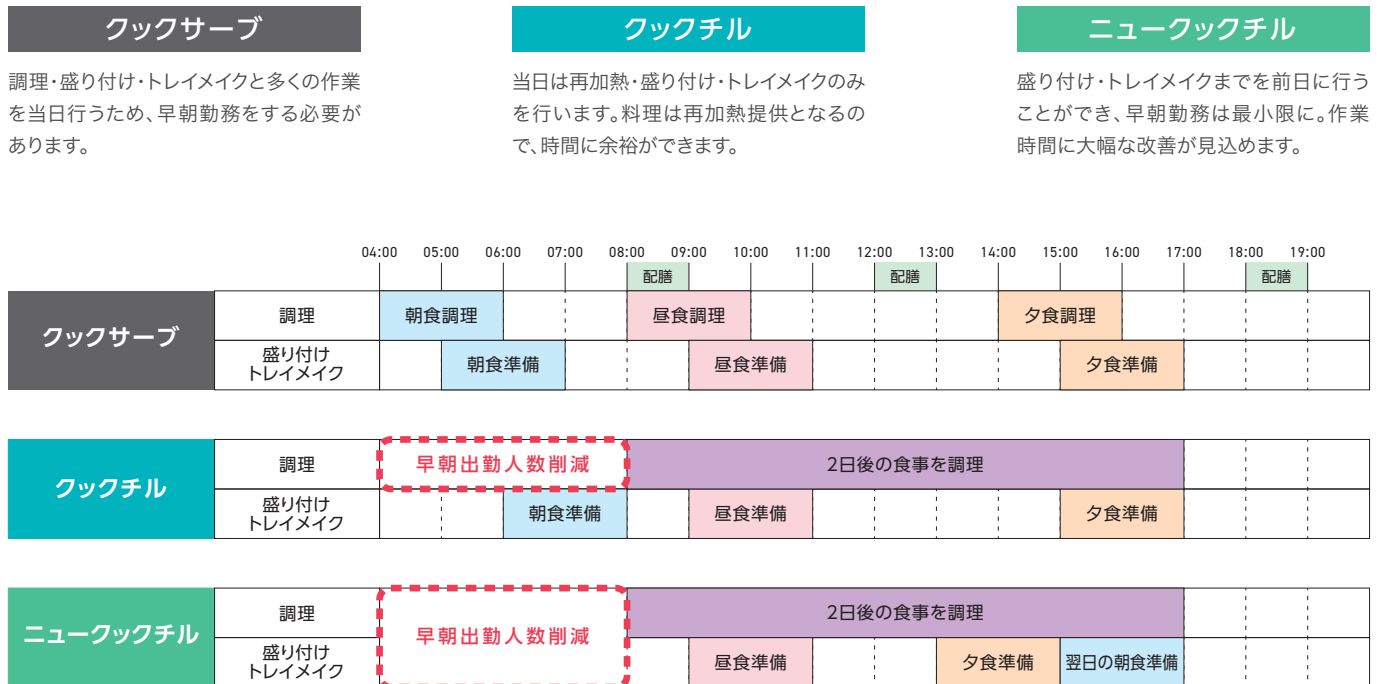 クックサーブ
調理・盛り付け・トレイメイクと多くの作業
を当日行うため、早朝勤務をする必要が
あります。
クックチル
当日は再加熱・盛り付け・トレイメイクのみ
を行います。料理は再加熱提供となるの
で、時間に余裕ができます。
ニュークックチル
盛り付け・トレイメイクまでを前日に行う
ことができ、早朝勤務は最小限に。作業
時間に大幅な改善が見込めます。
04:00 05:00 06:00 07:00 08:00 09:00 10:00 11:00 12:00 13:00 14:00 15:00 16:00 17:00 18:00 19:00
配膳 配膳 配膳
クックサーブ
調理 朝食調理 昼食調理 夕食調理
盛り付け
トレイメイク
朝食準備 昼食準備 夕食準備
クックチル
調理 早朝出勤人数削減 2日後の食事を調理
盛り付け
トレイメイク
朝食準備 昼食準備 夕食準備
ニュークックチル
調理 早朝出勤人数削減 2日後の食事を調理
盛り付け
トレイメイク
昼食準備 夕食準備 翌日の朝食準備